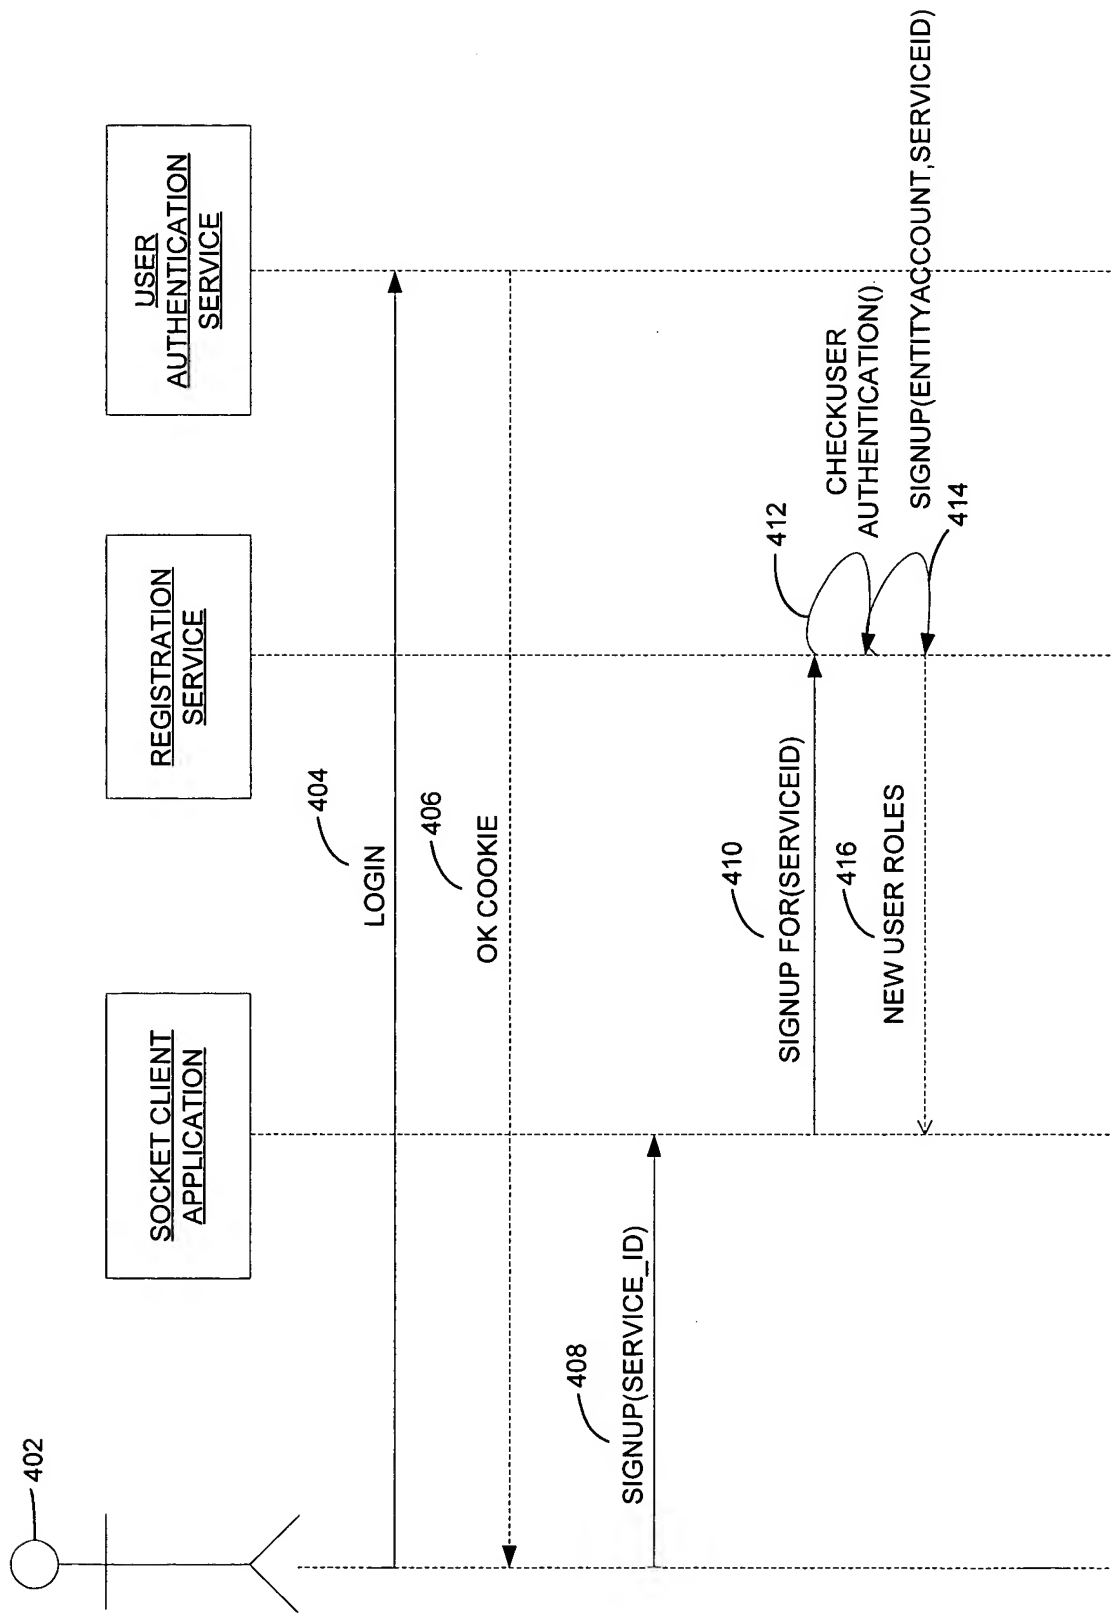 402
SOCKET CLIENT
APPLICATION
REGISTRATION
SERVICE
USER
AUTHENTICATION
SERVICE
404
LOGIN
406
OK COOKIE
408
SIGNUP(SERVICE_ID)
410
SIGNUP FOR(SERVICEID)
412
CHECKUSER
AUTHENTICATION()
414
SIGNUP(ENTITYACCOUNT,SERVICEID)
416
NEW USER ROLES